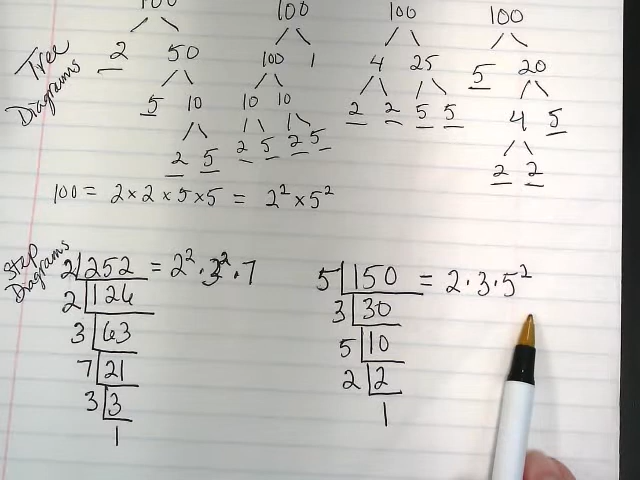 Tree Diagrams
100 100 100 100
2 50 100 1 4 25 5 20
5 10 10 10 2 2 5 5 4 5
2 5 2 5 2 5 2 2
100 = 2 × 2 × 5 × 5 = 2² × 5²
Step Diagrams
2 252 = 2² · 3² · 7
2 126
3 63
7 21
3 3
1
5 150 = 2 · 3 · 5²
3 30
5 10
2 2
1